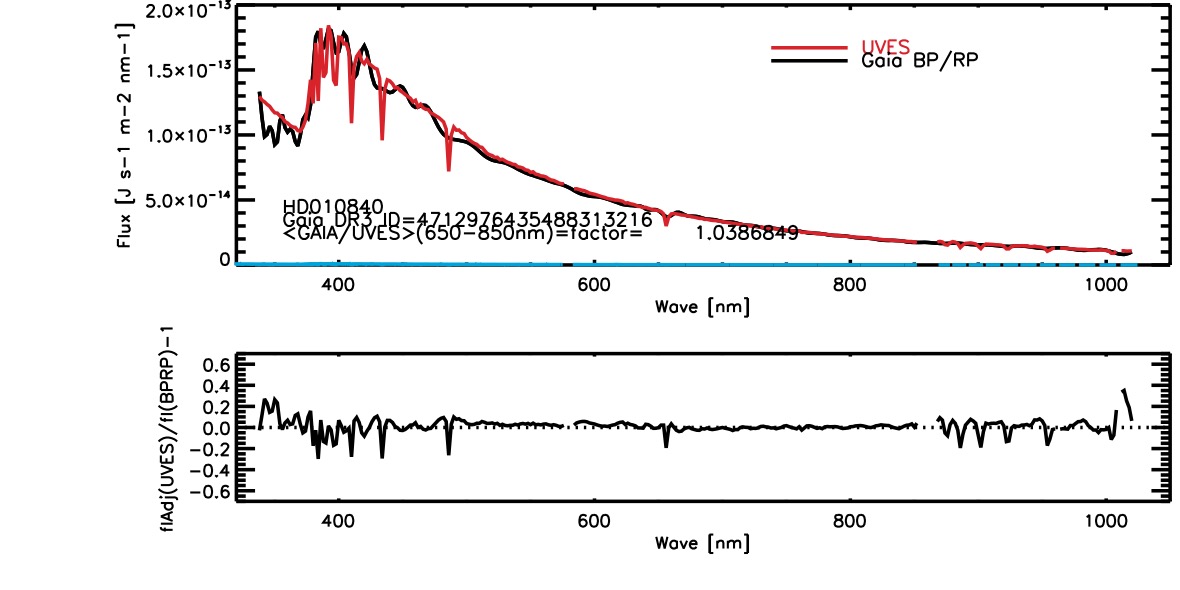 2.0×10−13
1.5×10−13
1.0×10−13
5.0×10−14
0
Flux [J s−1 m−2 nm−1]
UVES
Gaia BP/RP
HD010840
Gaia DR3 ID=4712976435488313216
<GAIA/UVES>(650−850nm)=factor= 1.0386849
400 600 800 1000
Wave [nm]
0.6
0.4
0.2
0.0
−0.2
−0.4
−0.6
flAdj(UVES)/fl(BPRP)−1
400 600 800 1000
Wave [nm]